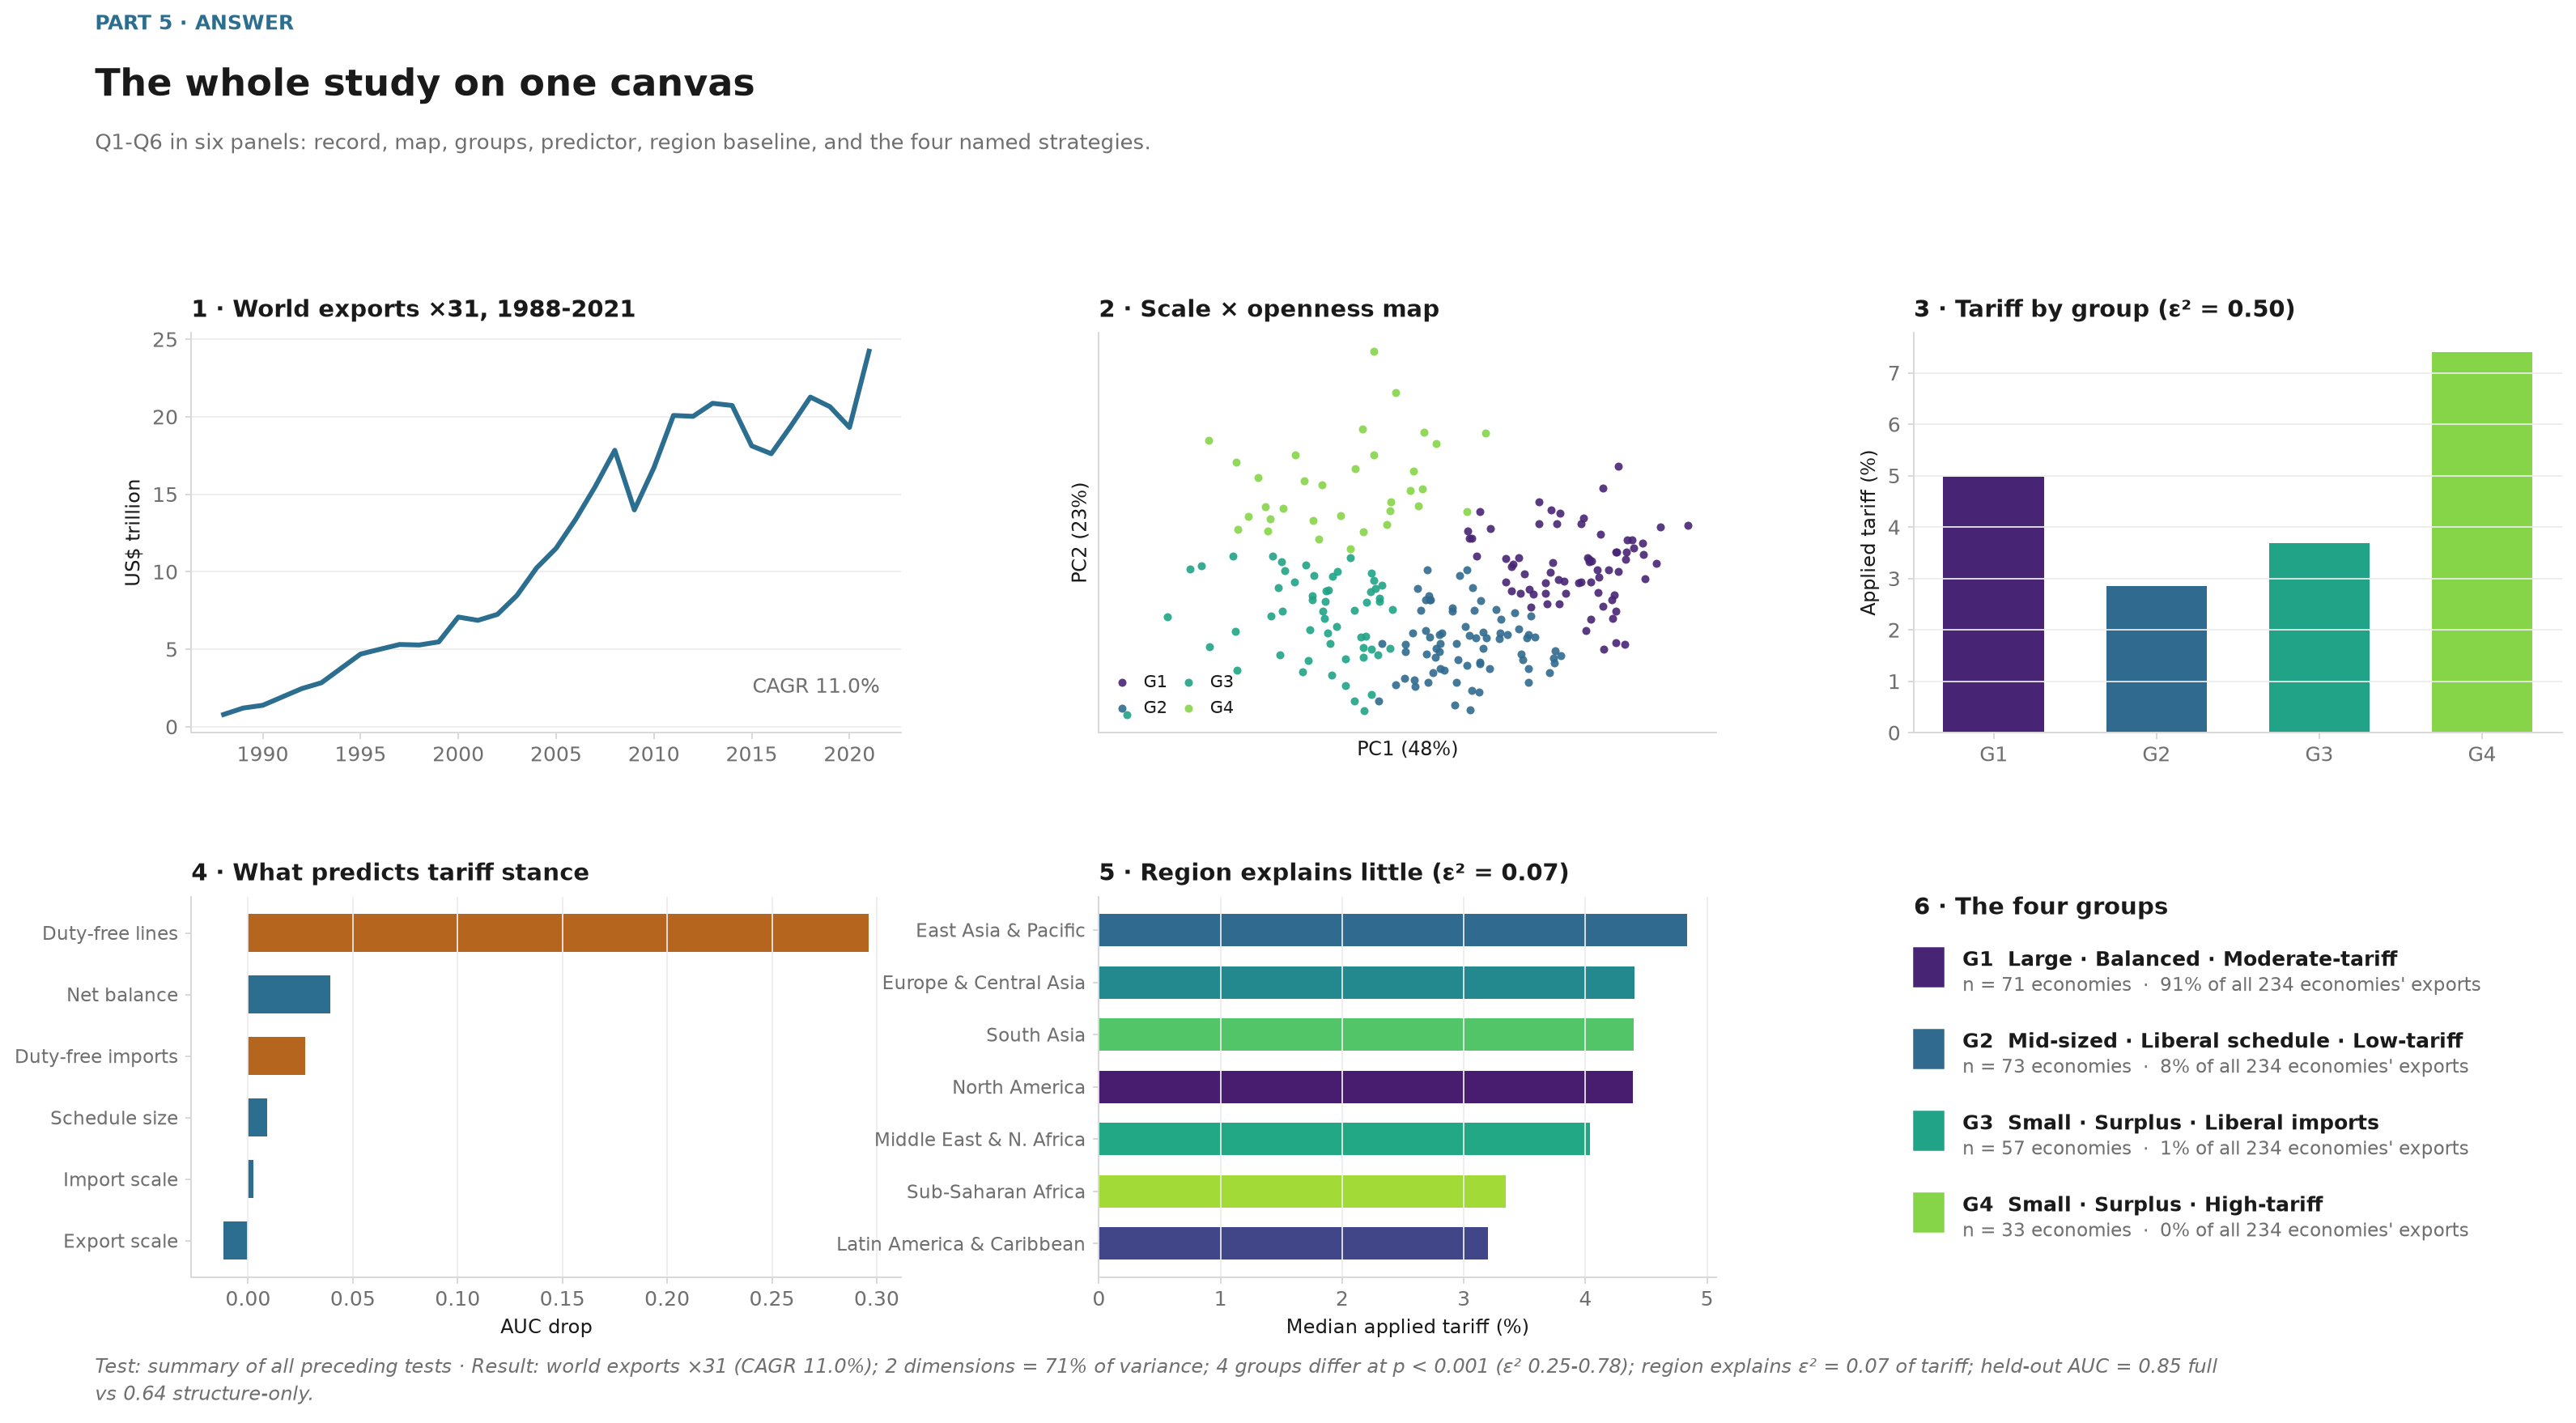 PART 5 · ANSWER
The whole study on one canvas
Q1-Q6 in six panels: record, map, groups, predictor, region baseline, and the four named strategies.
1 · World exports ×31, 1988-2021
US$ trillion
25
20
15
10
5
0
CAGR 11.0%
1990 1995 2000 2005 2010 2015 2020
2 · Scale × openness map
PC2 (23%)
G1 G3
G2 G4
PC1 (48%)
3 · Tariff by group (ε² = 0.50)
Applied tariff (%)
7
6
5
4
3
2
1
0
G1 G2 G3 G4
4 · What predicts tariff stance
Duty-free lines
Net balance
Duty-free imports
Schedule size
Import scale
Export scale
0.00 0.05 0.10 0.15 0.20 0.25 0.30
AUC drop
5 · Region explains little (ε² = 0.07)
East Asia & Pacific
Europe & Central Asia
South Asia
North America
Middle East & N. Africa
Sub-Saharan Africa
Latin America & Caribbean
0 1 2 3 4 5
Median applied tariff (%)
6 · The four groups
G1 Large · Balanced · Moderate-tariff
n = 71 economies · 91% of all 234 economies' exports
G2 Mid-sized · Liberal schedule · Low-tariff
n = 73 economies · 8% of all 234 economies' exports
G3 Small · Surplus · Liberal imports
n = 57 economies · 1% of all 234 economies' exports
G4 Small · Surplus · High-tariff
n = 33 economies · 0% of all 234 economies' exports
Test: summary of all preceding tests · Result: world exports ×31 (CAGR 11.0%); 2 dimensions = 71% of variance; 4 groups differ at p < 0.001 (ε² 0.25-0.78); region explains ε² = 0.07 of tariff; held-out AUC = 0.85 full
vs 0.64 structure-only.